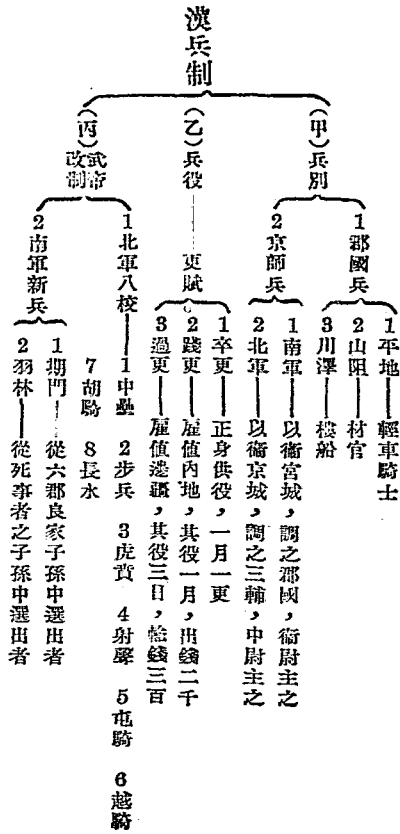 漢兵制
(甲)兵別
1郡國兵
1平地——輕車騎士
2山阻——材官
3川澤——樓船
2京師兵
1南軍——以衞宮城,調之郡國,衞尉主之
2北軍——以衞京城,調之三輔,中尉主之
(乙)兵役——更賦
1卒更——正身供役,一月一更
2踐更——雇值內地,其役一月,出錢二千
3過更——雇值邊疆,其役三日,輸錢三百
(丙)武帝改制
1北軍八校——1中壘 2步兵 3虎賁 4射聲 5屯騎 6越騎
7胡騎 8長水
2南軍新兵
1期門——從六郡良家子孫中選出者
2羽林——從死事者之子孫中選出者